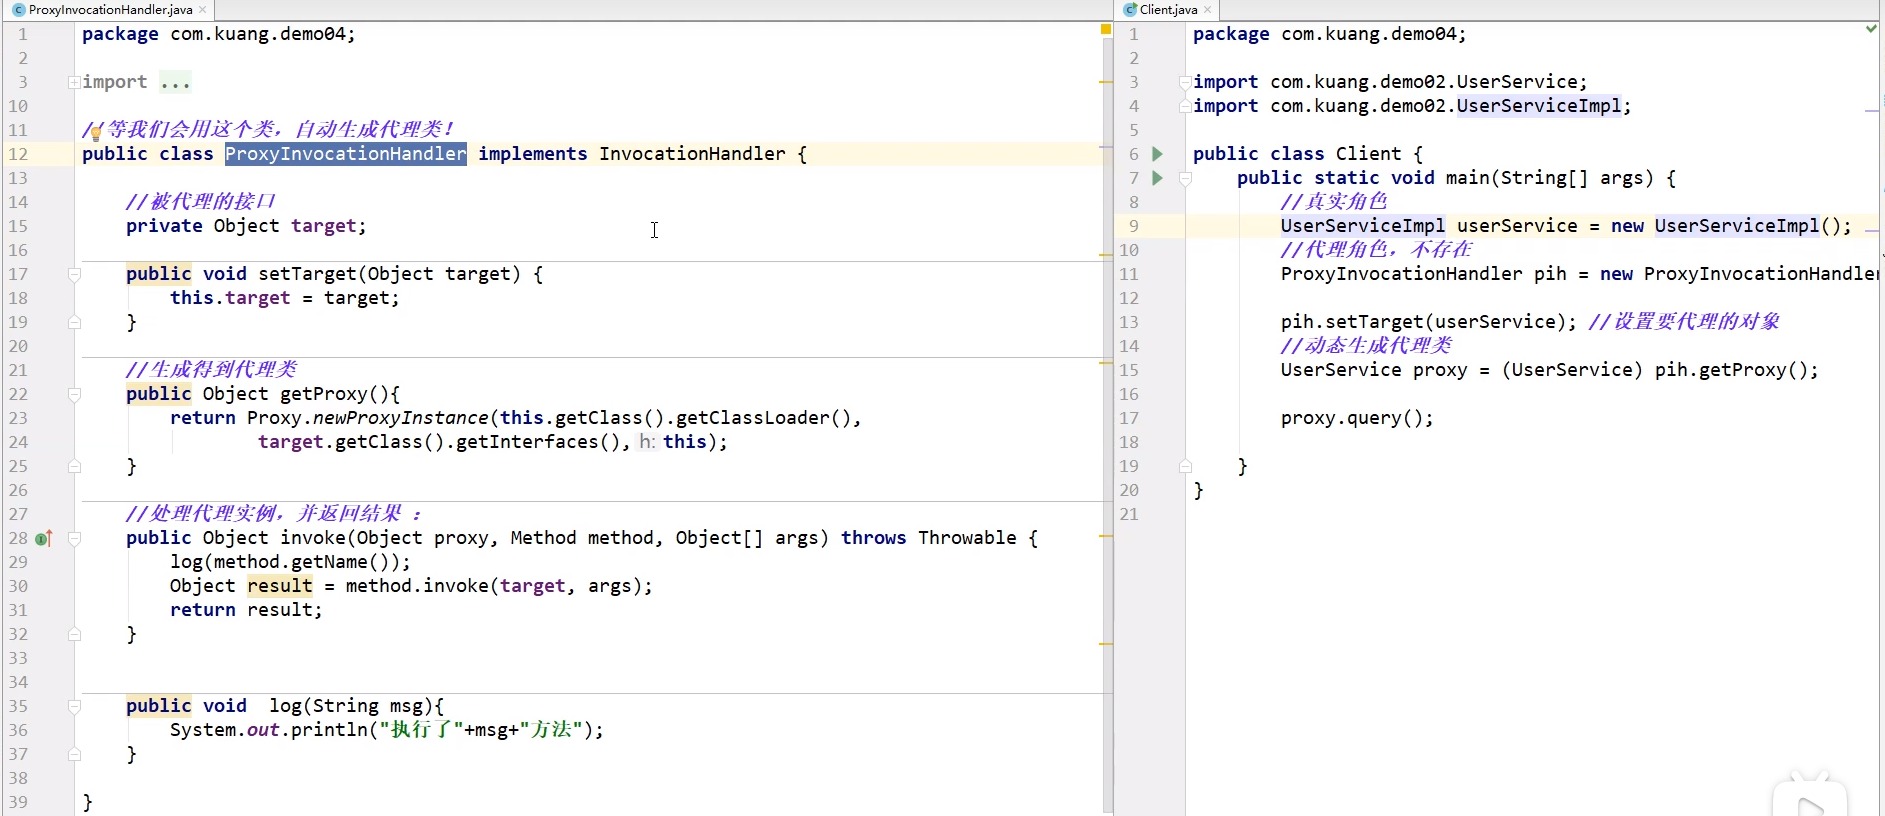 ProxyInvocationHandler.java
1 package com.kuang.demo04;
2
3 import ...
10
11 //等我们会用这个类，自动生成代理类！
12 public class ProxyInvocationHandler implements InvocationHandler {
13
14 //被代理的接口
15 private Object target;
16
17 public void setTarget(Object target) {
18 this.target = target;
19 }
20
21 //生成得到代理类
22 public Object getProxy(){
23 return Proxy.newProxyInstance(this.getClass().getClassLoader(),
24 target.getClass().getInterfaces(), h: this);
25 }
26
27 //处理代理实例，并返回结果 ：
28 public Object invoke(Object proxy, Method method, Object[] args) throws Throwable {
29 log(method.getName());
30 Object result = method.invoke(target, args);
31 return result;
32 }
33
34
35 public void  log(String msg){
36 System.out.println("执行了"+msg+"方法");
37 }
38
39 }
Client.java
1 package com.kuang.demo04;
2
3 import com.kuang.demo02.UserService;
4 import com.kuang.demo02.UserServiceImpl;
5
6 public class Client {
7 public static void main(String[] args) {
8 //真实角色
9 UserServiceImpl userService = new UserServiceImpl();
10 //代理角色，不存在
11 ProxyInvocationHandler pih = new ProxyInvocationHandler
12
13 pih.setTarget(userService); //设置要代理的对象
14 //动态生成代理类
15 UserService proxy = (UserService) pih.getProxy();
16
17 proxy.query();
18
19 }
20 }
21